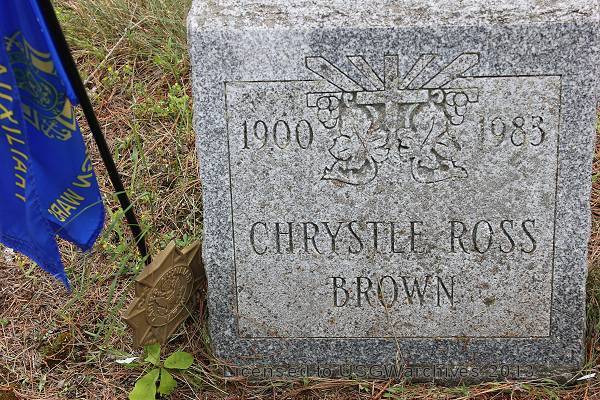 1900 1983
CHRYSTLE ROSS
BROWN
AUXILIARY
Licensed to USGWarchives 2013